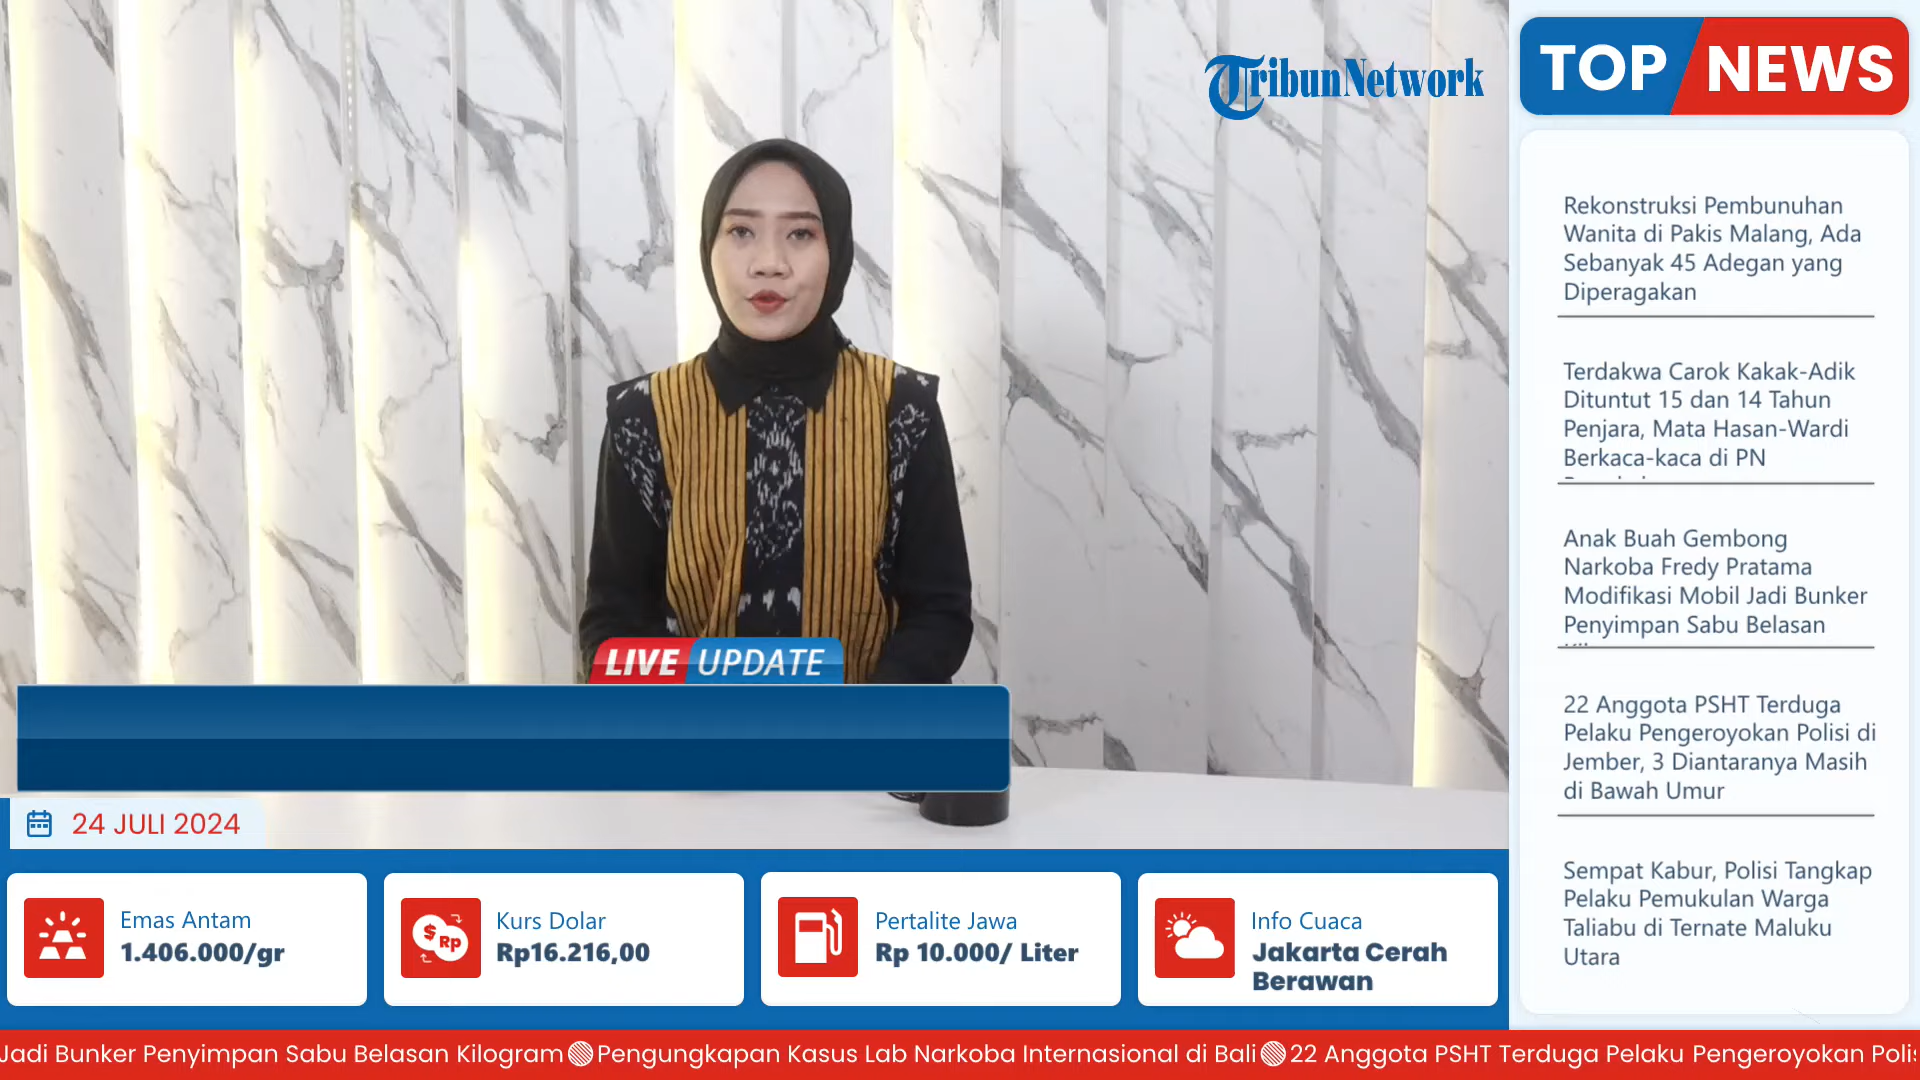 TribunNetwork
TOP NEWS
Rekonstruksi Pembunuhan
Wanita di Pakis Malang, Ada
Sebanyak 45 Adegan yang
Diperagakan
Terdakwa Carok Kakak-Adik
Dituntut 15 dan 14 Tahun
Penjara, Mata Hasan-Wardi
Berkaca-kaca di PN
Anak Buah Gembong
Narkoba Fredy Pratama
Modifikasi Mobil Jadi Bunker
Penyimpan Sabu Belasan
22 Anggota PSHT Terduga
Pelaku Pengeroyokan Polisi di
Jember, 3 Diantaranya Masih
di Bawah Umur
Sempat Kabur, Polisi Tangkap
Pelaku Pemukulan Warga
Taliabu di Ternate Maluku
Utara
LIVE UPDATE
24 JULI 2024
Emas Antam
1.406.000/gr
Kurs Dolar
Rp16.216,00
Pertalite Jawa
Rp 10.000/ Liter
Info Cuaca
Jakarta Cerah
Berawan
Jadi Bunker Penyimpan Sabu Belasan Kilogram Pengungkapan Kasus Lab Narkoba Internasional di Bali 22 Anggota PSHT Terduga Pelaku Pengeroyokan Polis